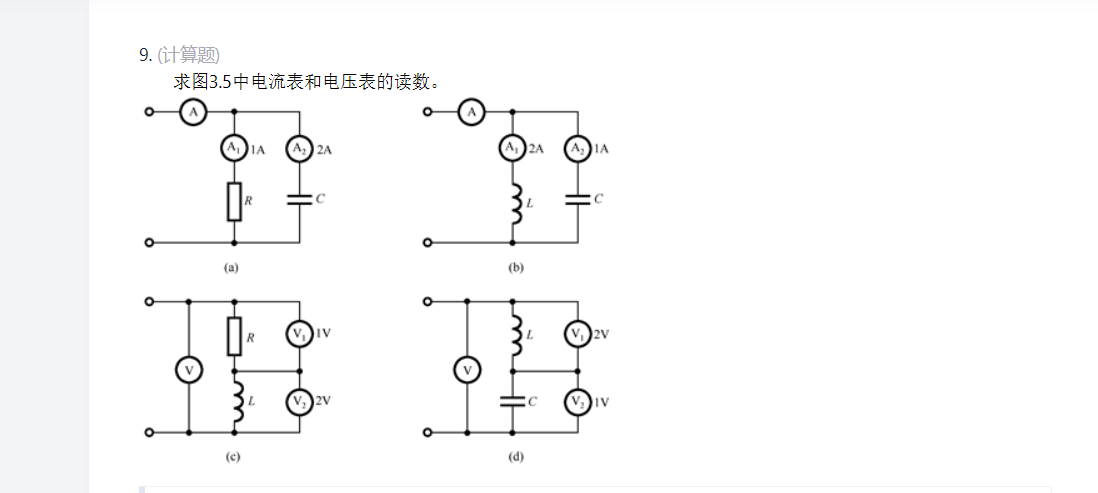 9. (计算题)
求图3.5中电流表和电压表的读数。
A A
A₁ 1A A₂ 2A A₁ 2A A₂ 1A
R C L C
(a) (b)
R V₁ 1V L V₁ 2V
V V
L V₂ 2V C V₂ 1V
(c) (d)